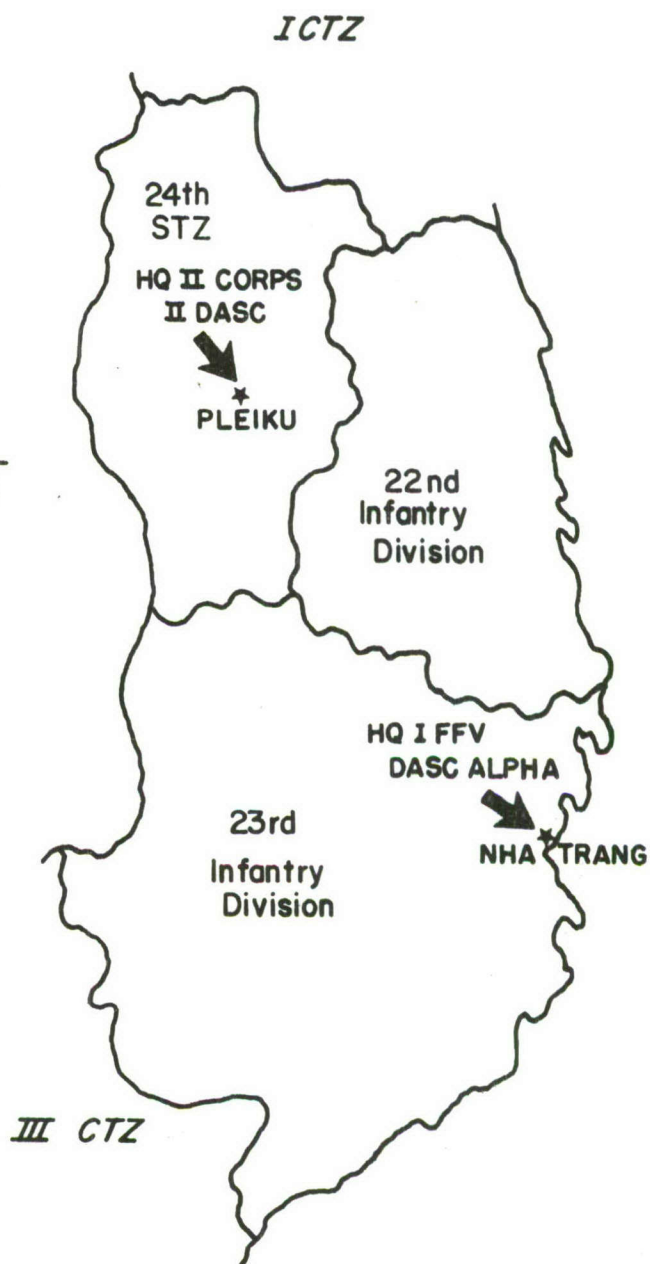 I CTZ
24th
STZ
HQ II CORPS
II DASC
PLEIKU
22nd
Infantry
Division
HQ I FFV
DASC ALPHA
NHA TRANG
23rd
Infantry
Division
III CTZ